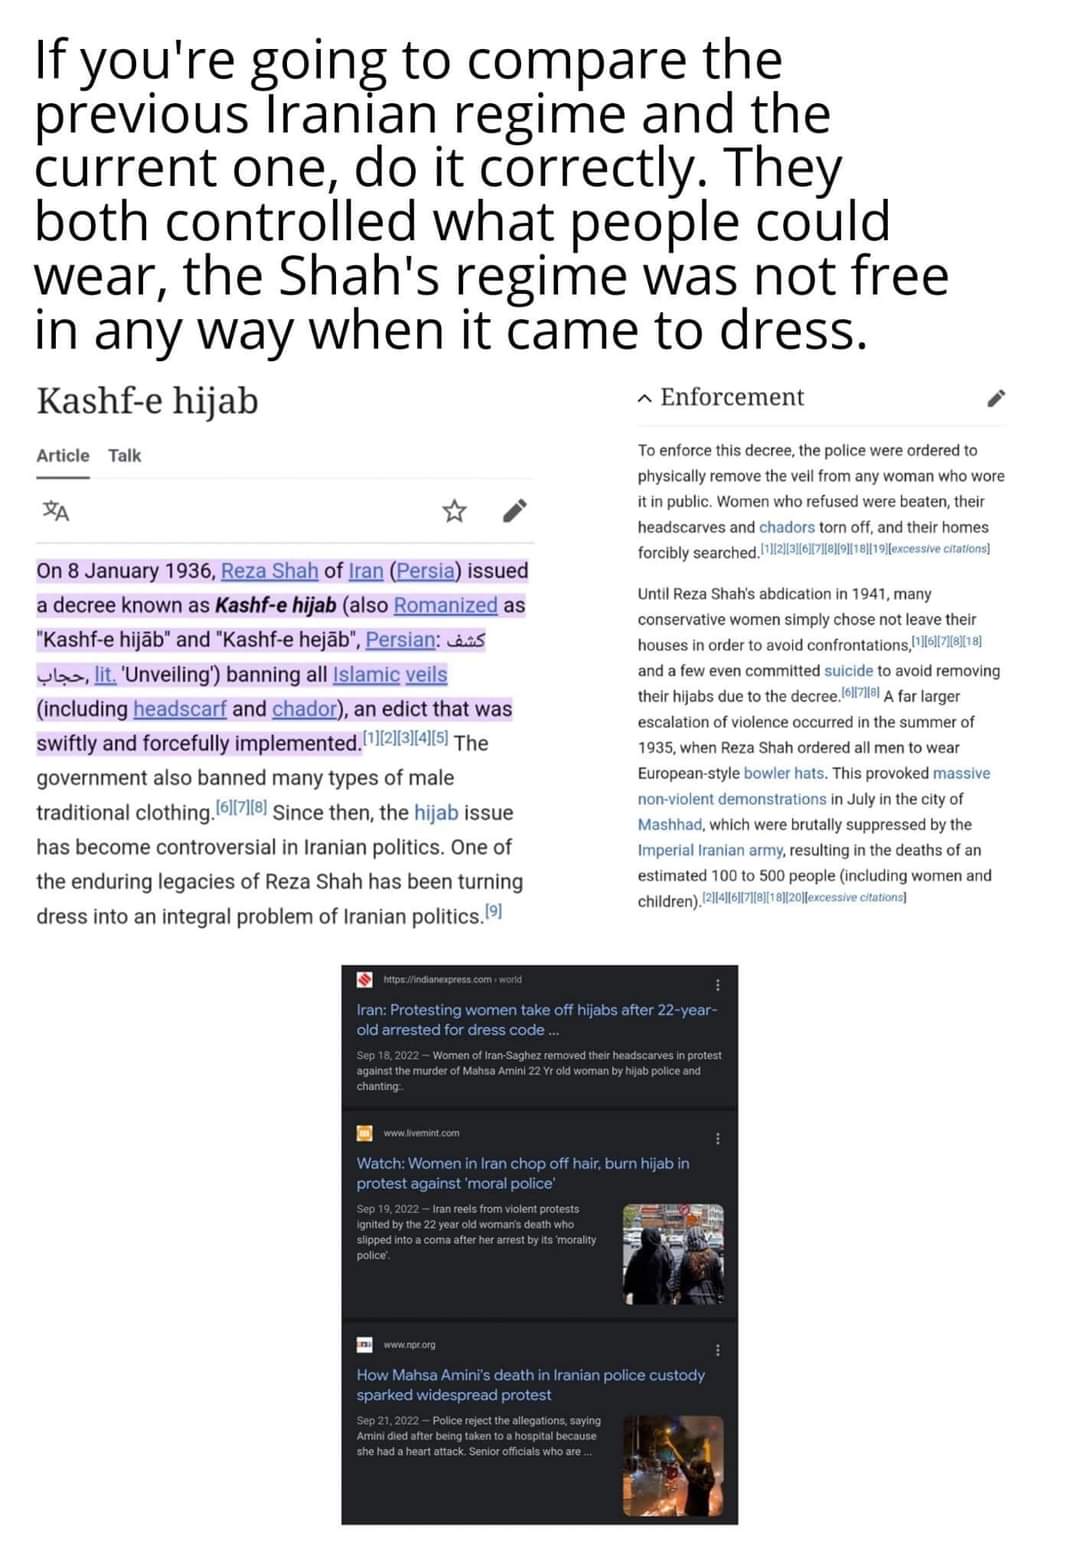 If you're going to compare the
previous Iranian regime and the
current one, do it correctly. They
both controlled what people could
wear, the Shah's regime was not free
in any way when it came to dress.
Kashf-e hijab
Article Talk
文A
On 8 January 1936, Reza Shah of Iran (Persia) issued
a decree known as Kashf-e hijab (also Romanized as
"Kashf-e hijāb" and "Kashf-e hejāb", Persian: کشف
حجاب, lit. 'Unveiling') banning all Islamic veils
(including headscarf and chador), an edict that was
swiftly and forcefully implemented.[1][2][3][4][5] The
government also banned many types of male
traditional clothing.[6][7][8] Since then, the hijab issue
has become controversial in Iranian politics. One of
the enduring legacies of Reza Shah has been turning
dress into an integral problem of Iranian politics.[9]
Enforcement
To enforce this decree, the police were ordered to
physically remove the veil from any woman who wore
it in public. Women who refused were beaten, their
headscarves and chadors torn off, and their homes
forcibly searched.[1][2][3][6][7][8][9][18][19][excessive citations]
Until Reza Shah's abdication in 1941, many
conservative women simply chose not leave their
houses in order to avoid confrontations,[1][6][7][8][18]
and a few even committed suicide to avoid removing
their hijabs due to the decree.[6][7][8] A far larger
escalation of violence occurred in the summer of
1935, when Reza Shah ordered all men to wear
European-style bowler hats. This provoked massive
non-violent demonstrations in July in the city of
Mashhad, which were brutally suppressed by the
Imperial Iranian army, resulting in the deaths of an
estimated 100 to 500 people (including women and
children).[2][4][6][7][8][18][20][excessive citations]
https://indianexpress.com › world
Iran: Protesting women take off hijabs after 22-year-
old arrested for dress code ...
Sep 18, 2022 — Women of Iran-Saghez removed their headscarves in protest
against the murder of Mahsa Amini 22 Yr old woman by hijab police and
chanting:.
www.livemint.com
Watch: Women in Iran chop off hair, burn hijab in
protest against 'moral police'
Sep 19, 2022 — Iran reels from violent protests
ignited by the 22 year old woman's death who
slipped into a coma after her arrest by its 'morality
police'.
www.npr.org
How Mahsa Amini's death in Iranian police custody
sparked widespread protest
Sep 21, 2022 — Police reject the allegations, saying
Amini died after being taken to a hospital because
she had a heart attack. Senior officials who are ...